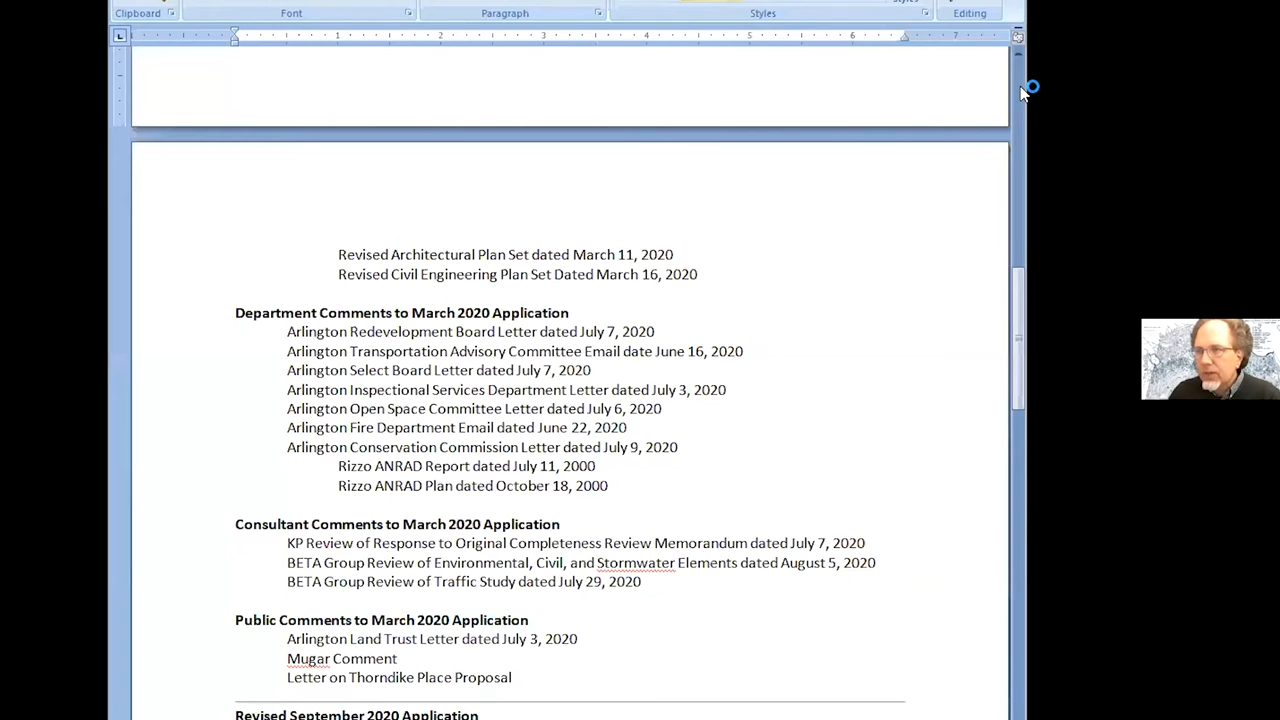 Clipboard
Font
Paragraph
Styles
Editing
1 2 3 4 5 6 7
Revised Architectural Plan Set dated March 11, 2020
Revised Civil Engineering Plan Set Dated March 16, 2020
Department Comments to March 2020 Application
Arlington Redevelopment Board Letter dated July 7, 2020
Arlington Transportation Advisory Committee Email date June 16, 2020
Arlington Select Board Letter dated July 7, 2020
Arlington Inspectional Services Department Letter dated July 3, 2020
Arlington Open Space Committee Letter dated July 6, 2020
Arlington Fire Department Email dated June 22, 2020
Arlington Conservation Commission Letter dated July 9, 2020
Rizzo ANRAD Report dated July 11, 2000
Rizzo ANRAD Plan dated October 18, 2000
Consultant Comments to March 2020 Application
KP Review of Response to Original Completeness Review Memorandum dated July 7, 2020
BETA Group Review of Environmental, Civil, and Stormwater Elements dated August 5, 2020
BETA Group Review of Traffic Study dated July 29, 2020
Public Comments to March 2020 Application
Arlington Land Trust Letter dated July 3, 2020
Mugar Comment
Letter on Thorndike Place Proposal
Revised September 2020 Application